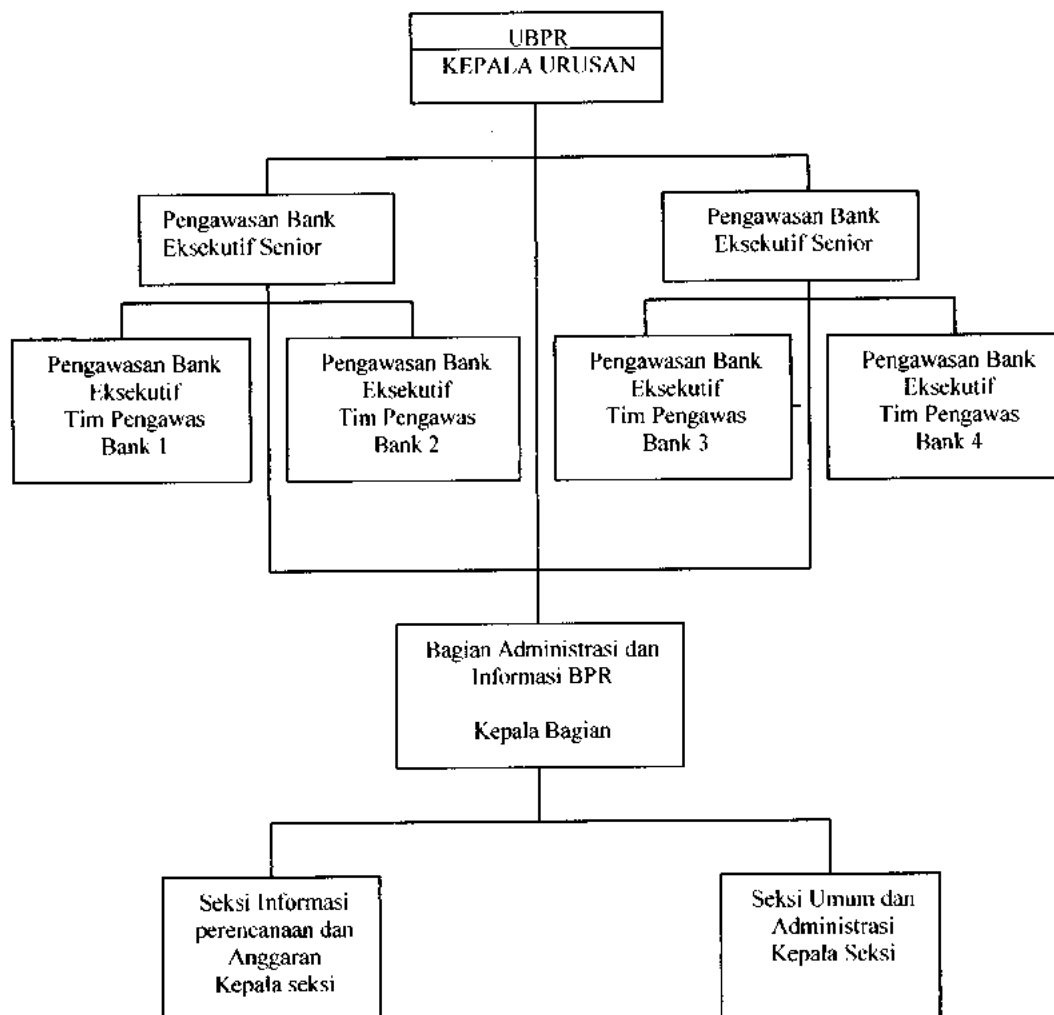 UBPR
KEPALA URUSAN
Pengawasan Bank
Eksekutif Senior
Pengawasan Bank
Eksekutif Senior
Pengawasan Bank
Eksekutif
Tim Pengawas
Bank 1
Pengawasan Bank
Eksekutif
Tim Pengawas
Bank 2
Pengawasan Bank
Eksekutif
Tim Pengawas
Bank 3
Pengawasan Bank
Eksekutif
Tim Pengawas
Bank 4
Bagian Administrasi dan
Informasi BPR
Kepala Bagian
Seksi Informasi
perencanaan dan
Anggaran
Kepala seksi
Seksi Umum dan
Administrasi
Kepala Seksi